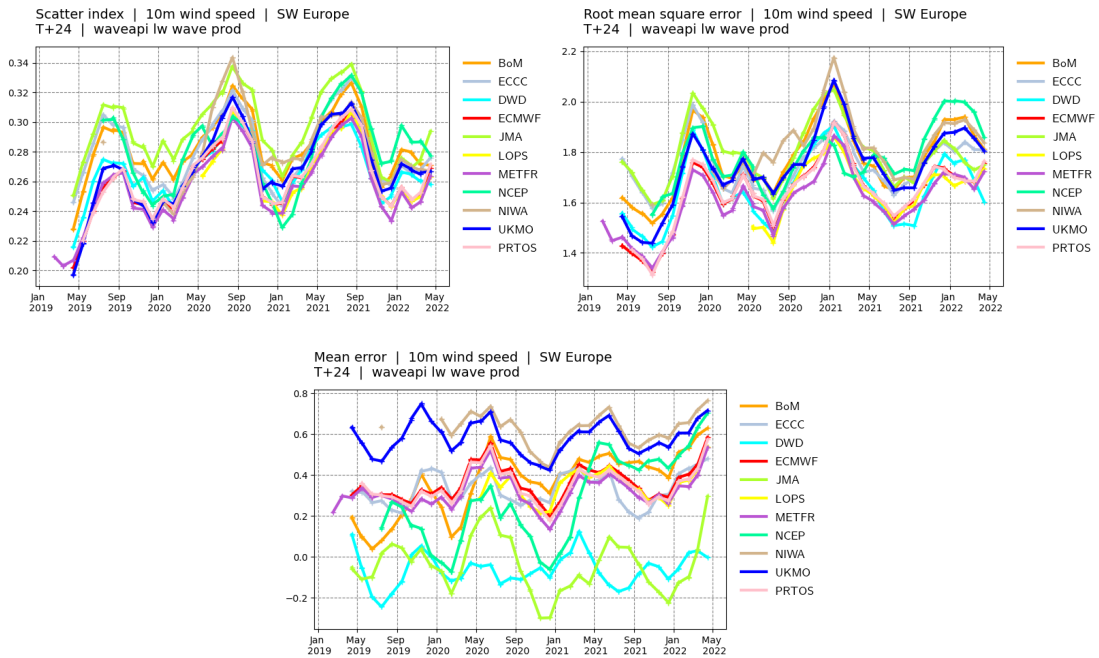 Scatter index | 10m wind speed | SW Europe
T+24 | waveapi lw wave prod
0.34
0.32
0.30
0.28
0.26
0.24
0.22
0.20
Jan 2019
May 2019
Sep 2019
Jan 2020
May 2020
Sep 2020
Jan 2021
May 2021
Sep 2021
Jan 2022
May 2022
BoM
ECCC
DWD
ECMWF
JMA
LOPS
METFR
NCEP
NIWA
UKMO
PRTOS
Root mean square error | 10m wind speed | SW Europe
T+24 | waveapi lw wave prod
2.2
2.0
1.8
1.6
1.4
Jan 2019
May 2019
Sep 2019
Jan 2020
May 2020
Sep 2020
Jan 2021
May 2021
Sep 2021
Jan 2022
May 2022
BoM
ECCC
DWD
ECMWF
JMA
LOPS
METFR
NCEP
NIWA
UKMO
PRTOS
Mean error | 10m wind speed | SW Europe
T+24 | waveapi lw wave prod
0.8
0.6
0.4
0.2
0.0
−0.2
Jan 2019
May 2019
Sep 2019
Jan 2020
May 2020
Sep 2020
Jan 2021
May 2021
Sep 2021
Jan 2022
May 2022
BoM
ECCC
DWD
ECMWF
JMA
LOPS
METFR
NCEP
NIWA
UKMO
PRTOS